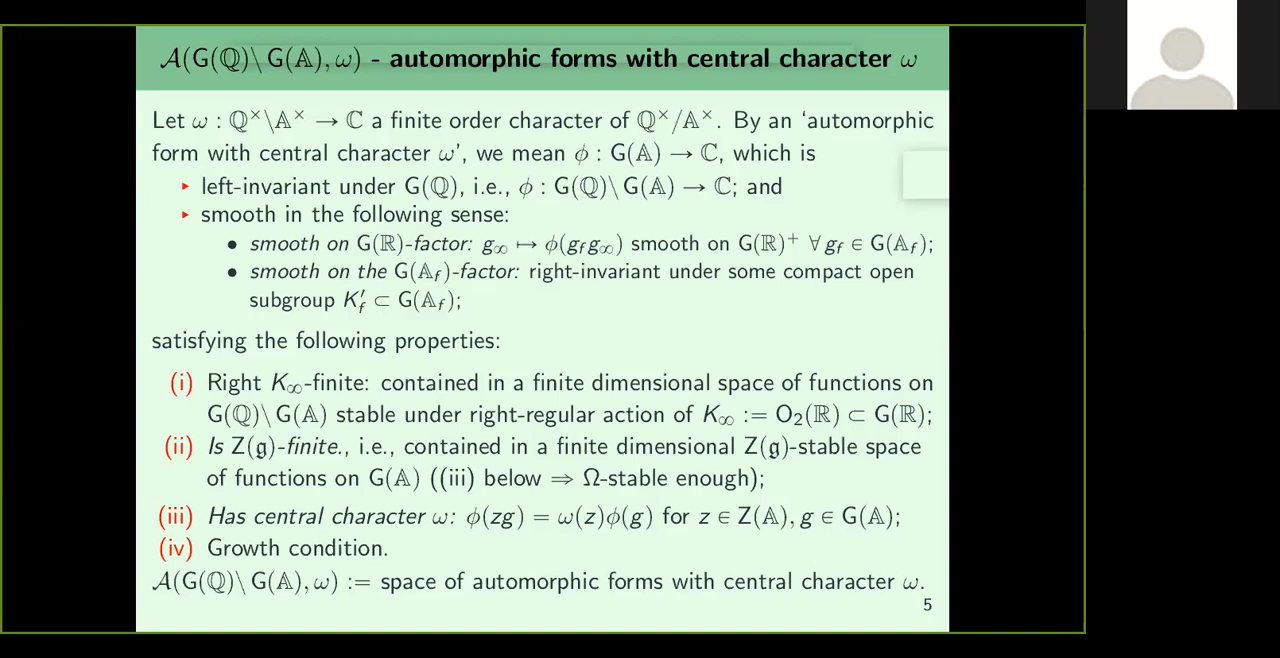 𝒜(G(ℚ)\ G(𝔸), ω) - automorphic forms with central character ω
Let ω : ℚ×\𝔸× → ℂ a finite order character of ℚ×/𝔸×. By an ‘automorphic
form with central character ω’, we mean ϕ : G(𝔸) → ℂ, which is
▸ left-invariant under G(ℚ), i.e., ϕ : G(ℚ)\ G(𝔸) → ℂ; and
▸ smooth in the following sense:
• smooth on G(ℝ)-factor: g∞ ↦ ϕ(g_f g∞) smooth on G(ℝ)⁺ ∀ g_f ∈ G(𝔸_f);
• smooth on the G(𝔸_f)-factor: right-invariant under some compact open
subgroup K′_f ⊂ G(𝔸_f);
satisfying the following properties:
(i) Right K∞-finite: contained in a finite dimensional space of functions on
G(ℚ)\ G(𝔸) stable under right-regular action of K∞ := O₂(ℝ) ⊂ G(ℝ);
(ii) Is Z(𝔤)-finite., i.e., contained in a finite dimensional Z(𝔤)-stable space
of functions on G(𝔸) ((iii) below ⇒ Ω-stable enough);
(iii) Has central character ω: ϕ(zg) = ω(z)ϕ(g) for z ∈ Z(𝔸), g ∈ G(𝔸);
(iv) Growth condition.
𝒜(G(ℚ)\ G(𝔸), ω) := space of automorphic forms with central character ω.
5